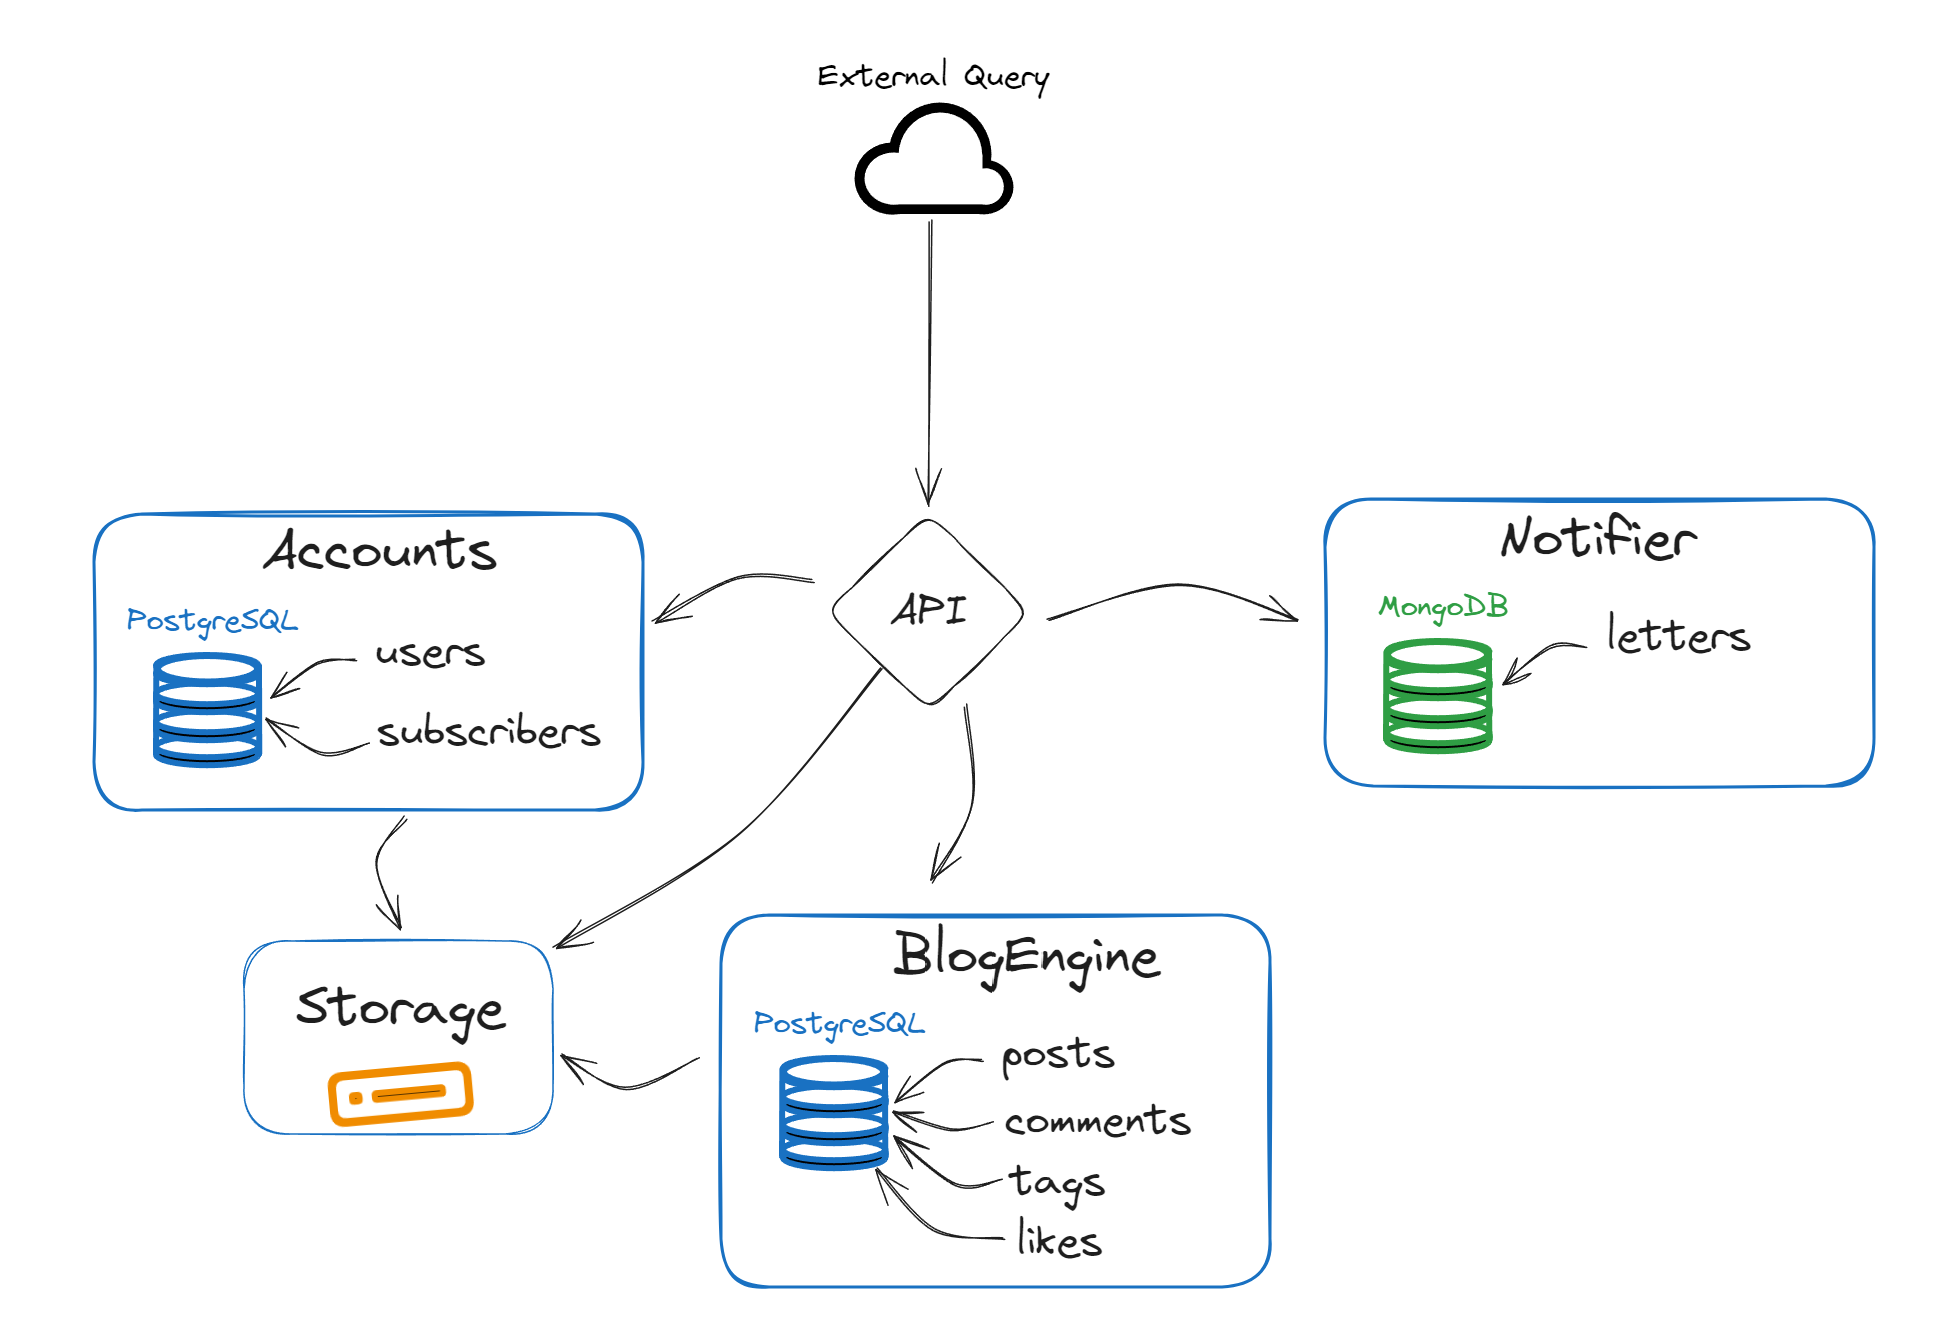 External Query
API
Accounts
PostgreSQL
users
subscribers
Notifier
MongoDB
letters
Storage
BlogEngine
PostgreSQL
posts
comments
tags
likes